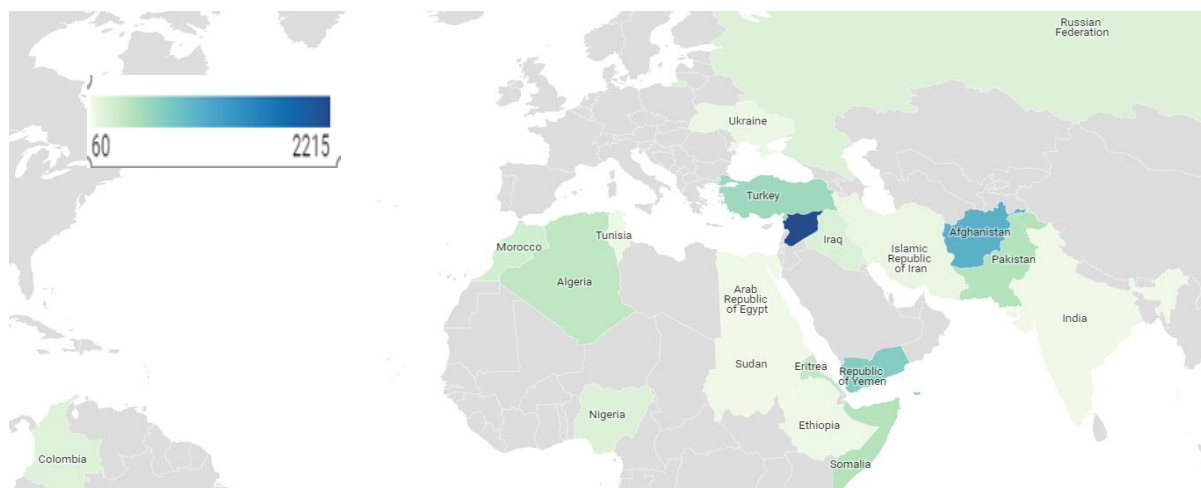 Russian
Federation
60
2215
Ukraine
Turkey
Afghanistan
Morocco
Tunisia
Iraq
Islamic
Republic
of Iran
Pakistan
Algeria
Arab
Republic
of Egypt
India
Sudan
Eritrea
Republic
of Yemen
Nigeria
Ethiopia
Colombia
Somalia